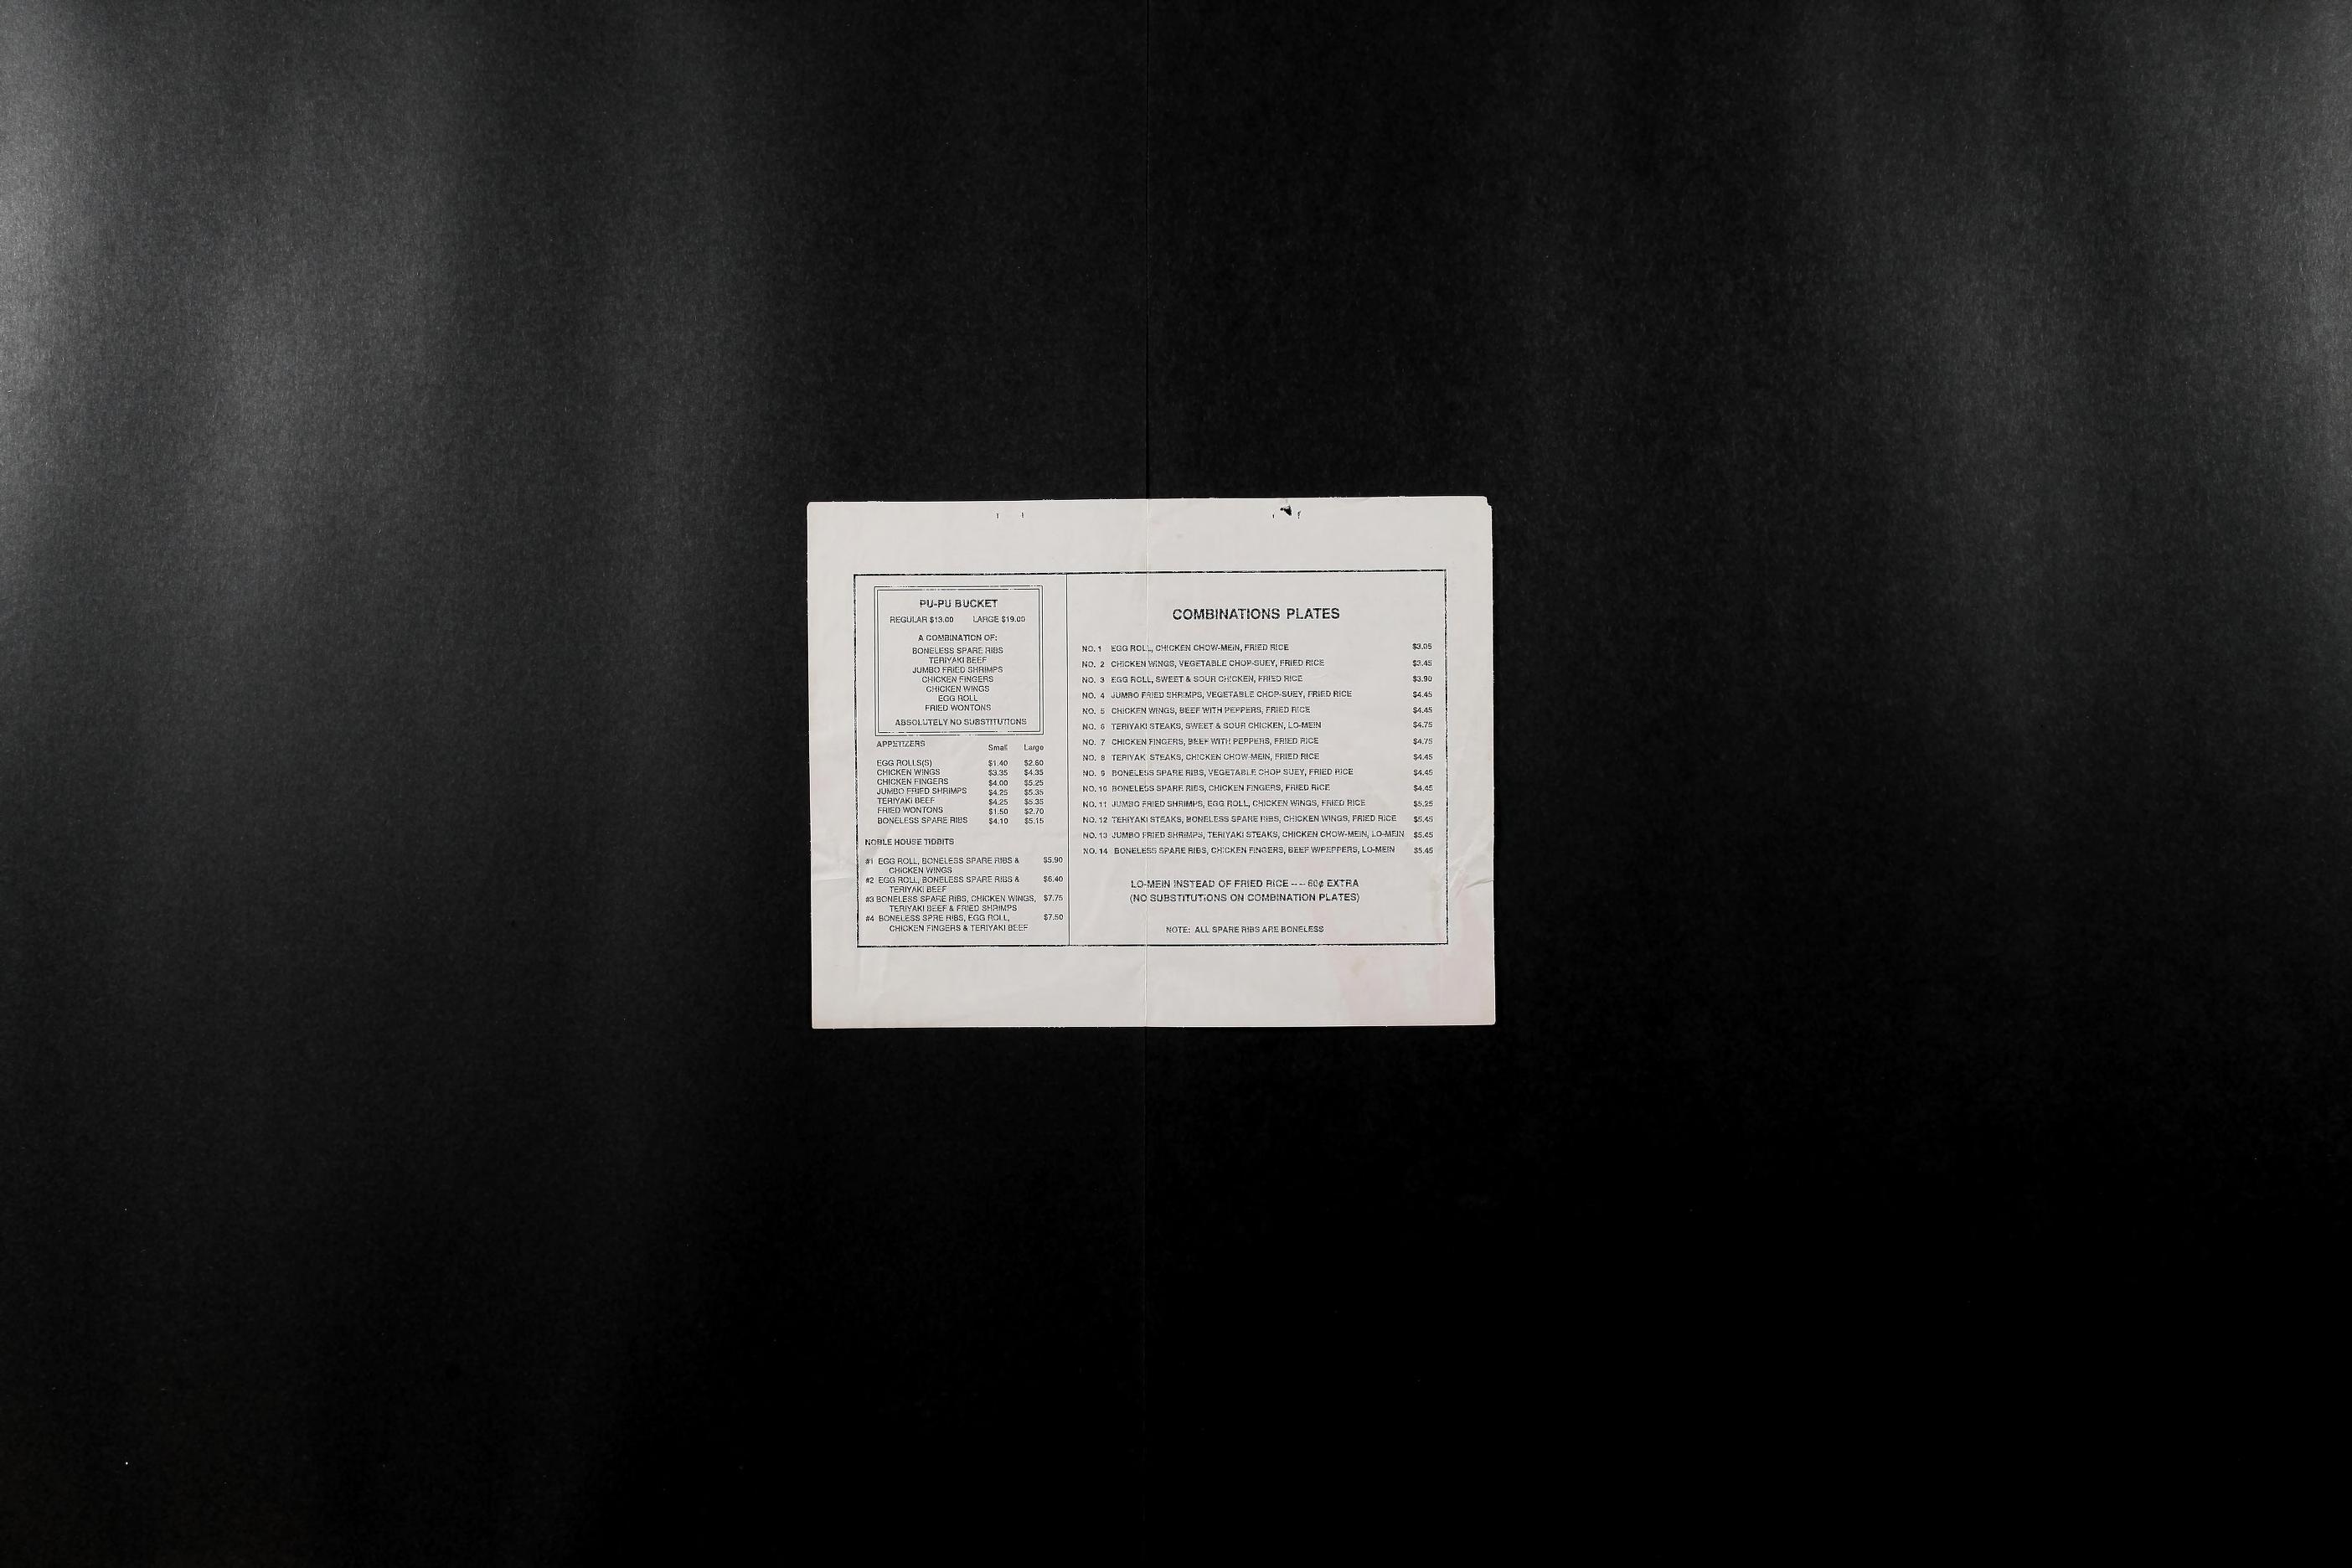 PU-PU BUCKET
REGULAR $13.00 LARGE $19.00
A COMBINATION OF:
BONELESS SPARE RIBS
TERIYAKI BEEF
JUMBO FRIED SHRIMPS
CHICKEN FINGERS
CHICKEN WINGS
EGG ROLL
FRIED WONTONS
ABSOLUTELY NO SUBSTITUTIONS
APPETIZERS Small Large
EGG ROLLS(S) $1.40 $2.60
CHICKEN WINGS $3.35 $4.35
CHICKEN FINGERS $4.00 $5.25
JUMBO FRIED SHRIMPS $4.25 $5.35
TERIYAKI BEEF $4.25 $5.35
FRIED WONTONS $1.50 $2.70
BONELESS SPARE RIBS $4.10 $5.15
NOBLE HOUSE TIDBITS
#1 EGG ROLL, BONELESS SPARE RIBS & $5.90
CHICKEN WINGS
#2 EGG ROLL, BONELESS SPARE RIBS & $6.40
TERIYAKI BEEF
#3 BONELESS SPARE RIBS, CHICKEN WINGS, $7.75
TERIYAKI BEEF & FRIED SHRIMPS
#4 BONELESS SPRE RIBS, EGG ROLL, $7.50
CHICKEN FINGERS & TERIYAKI BEEF
COMBINATIONS PLATES
NO. 1 EGG ROLL, CHICKEN CHOW-MEIN, FRIED RICE $3.05
NO. 2 CHICKEN WINGS, VEGETABLE CHOP-SUEY, FRIED RICE $3.45
NO. 3 EGG ROLL, SWEET & SOUR CHICKEN, FRIED RICE $3.90
NO. 4 JUMBO FRIED SHRIMPS, VEGETABLE CHOP-SUEY, FRIED RICE $4.45
NO. 5 CHICKEN WINGS, BEEF WITH PEPPERS, FRIED RICE $4.45
NO. 6 TERIYAKI STEAKS, SWEET & SOUR CHICKEN, LO-MEIN $4.75
NO. 7 CHICKEN FINGERS, BEEF WITH PEPPERS, FRIED RICE $4.75
NO. 8 TERIYAK STEAKS, CHICKEN CHOW-MEIN, FRIED RICE $4.45
NO. 9 BONELESS SPARE RIBS, VEGETABLE CHOP SUEY, FRIED RICE $4.45
NO. 10 BONELESS SPARE RIBS, CHICKEN FINGERS, FRIED RICE $4.45
NO. 11 JUMBO FRIED SHRIMPS, EGG ROLL, CHICKEN WINGS, FRIED RICE $5.25
NO. 12 TERIYAKI STEAKS, BONELESS SPARE RIBS, CHICKEN WINGS, FRIED RICE $5.45
NO. 13 JUMBO FRIED SHRIMPS, TERIYAKI STEAKS, CHICKEN CHOW-MEIN, LO-MEIN $5.45
NO. 14 BONELESS SPARE RIBS, CHICKEN FINGERS, BEEF W/PEPPERS, LO-MEIN $5.45
LO-MEIN INSTEAD OF FRIED RICE ---- 60¢ EXTRA
(NO SUBSTITUTIONS ON COMBINATION PLATES)
NOTE: ALL SPARE RIBS ARE BONELESS